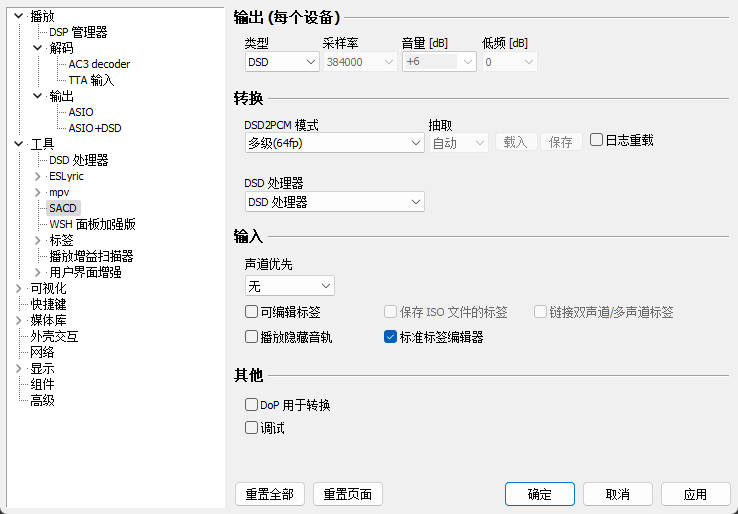 播放
DSP 管理器
解码
AC3 decoder
TTA 输入
输出
ASIO
ASIO+DSD
工具
DSD 处理器
ESLyric
mpv
SACD
WSH 面板加强版
标签
播放增益扫描器
用户界面增强
可视化
快捷键
媒体库
外壳交互
网络
显示
组件
高级
输出 (每个设备)
类型 采样率 音量 [dB] 低频 [dB]
DSD 384000 +6 0
转换
DSD2PCM 模式 抽取
多级(64fp) 自动 载入 保存 日志重载
DSD 处理器
DSD 处理器
输入
声道优先
无
可编辑标签 保存 ISO 文件的标签 链接双声道/多声道标签
播放隐藏音轨 标准标签编辑器
其他
DoP 用于转换
调试
重置全部 重置页面 确定 取消 应用